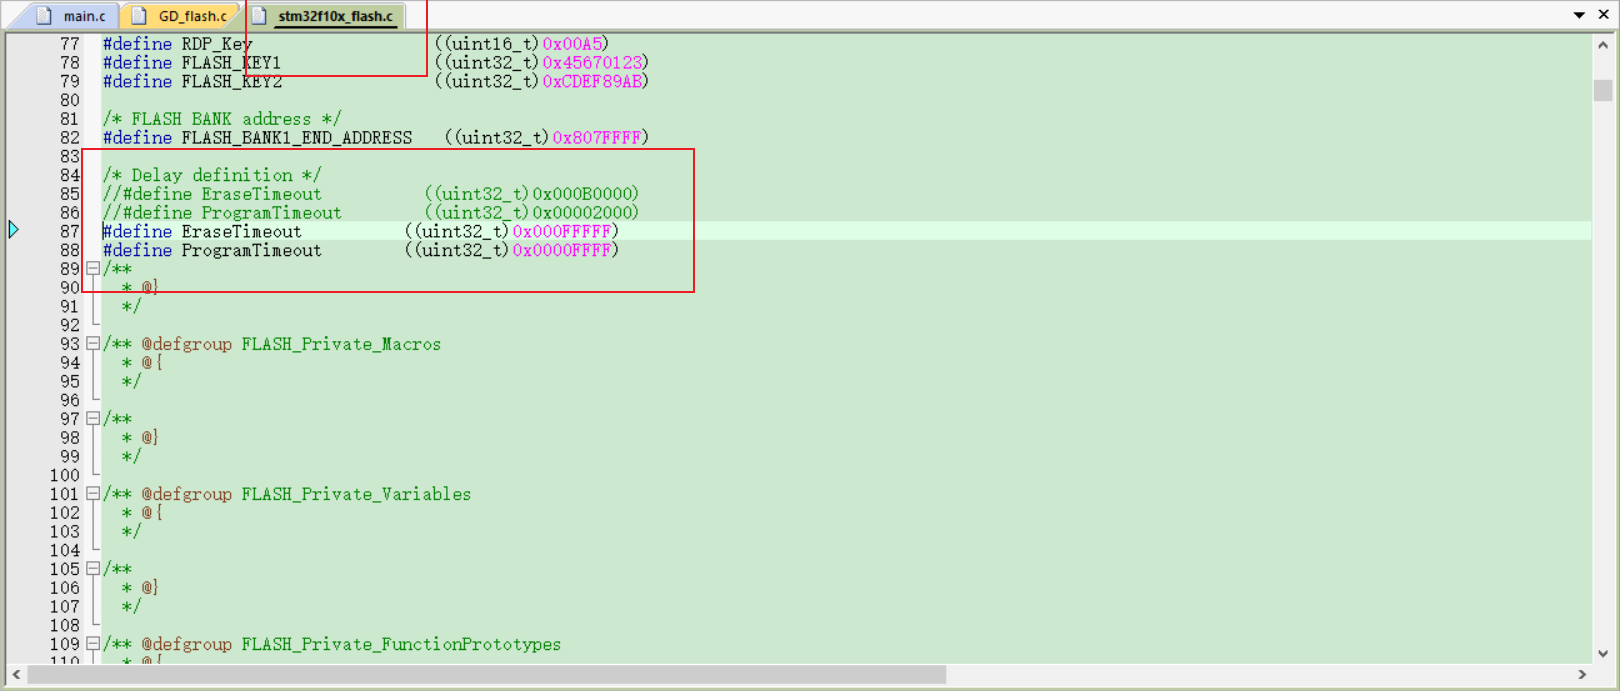 main.c GD_flash.c stm32f10x_flash.c
77 #define RDP_Key ((uint16_t)0x00A5)
78 #define FLASH_KEY1 ((uint32_t)0x45670123)
79 #define FLASH_KEY2 ((uint32_t)0xCDEF89AB)
80
81 /* FLASH BANK address */
82 #define FLASH_BANK1_END_ADDRESS ((uint32_t)0x807FFFF)
83
84 /* Delay definition */
85 //#define EraseTimeout ((uint32_t)0x000B0000)
86 //#define ProgramTimeout ((uint32_t)0x00002000)
87 #define EraseTimeout ((uint32_t)0x000FFFFF)
88 #define ProgramTimeout ((uint32_t)0x0000FFFF)
89 /**
90 * @}
91 */
92
93 /** @defgroup FLASH_Private_Macros
94 * @{
95 */
96
97 /**
98 * @}
99 */
100
101 /** @defgroup FLASH_Private_Variables
102 * @{
103 */
104
105 /**
106 * @}
107 */
108
109 /** @defgroup FLASH_Private_FunctionPrototypes
110 * @{